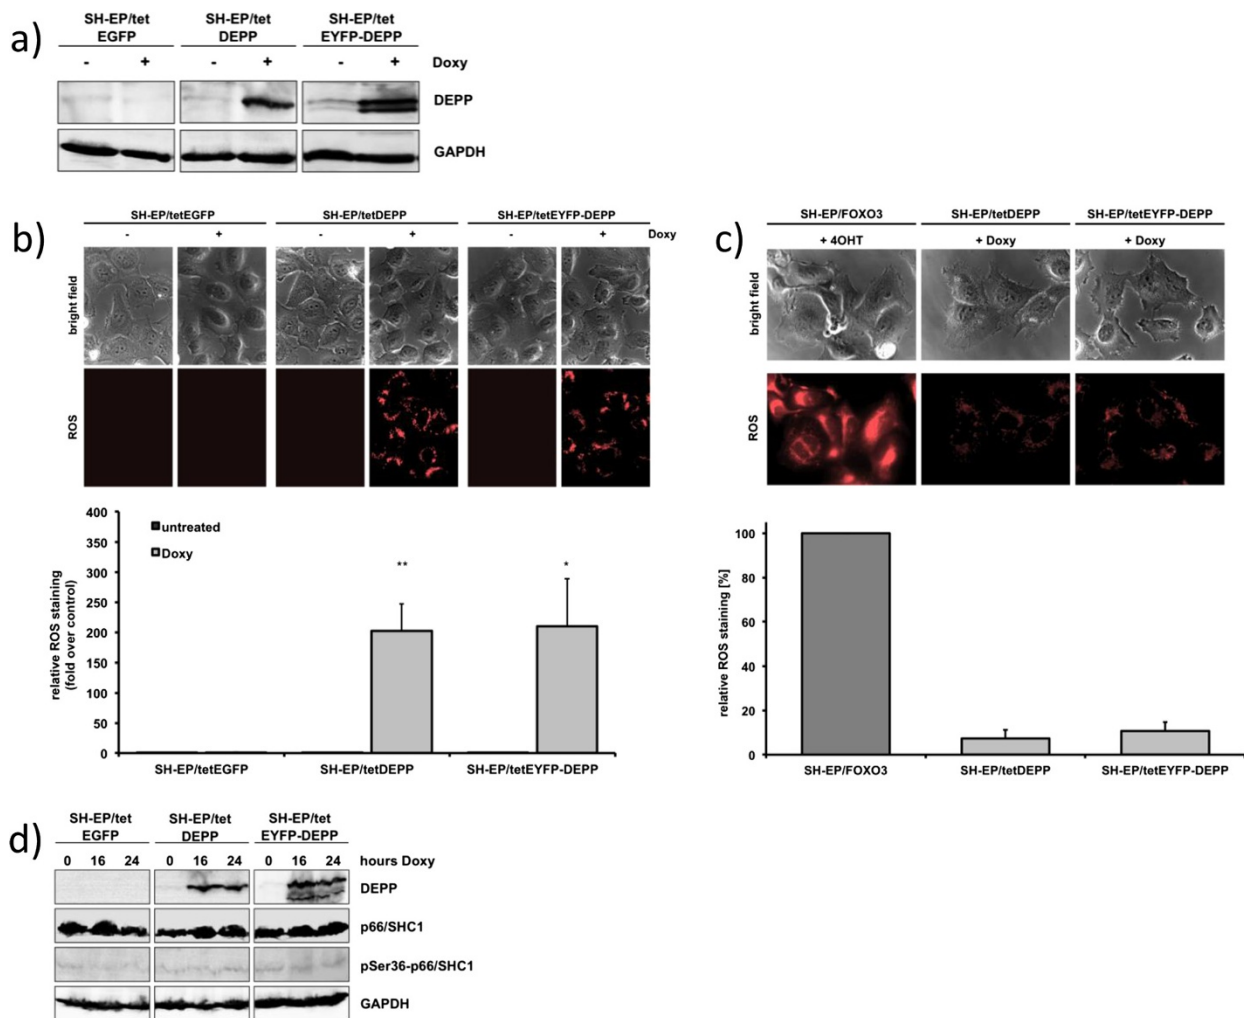 a)
SH-EP/tet SH-EP/tet SH-EP/tet
EGFP DEPP EYFP-DEPP
- + - + - + Doxy
DEPP
GAPDH
b)
SH-EP/tetEGFP SH-EP/tetDEPP SH-EP/tetEYFP-DEPP
- + - + - + Doxy
bright field
ROS
400
350
300
250
200
150
100
50
0
relative ROS staining
(fold over control)
untreated
Doxy
** *
SH-EP/tetEGFP SH-EP/tetDEPP SH-EP/tetEYFP-DEPP
c)
SH-EP/FOXO3 SH-EP/tetDEPP SH-EP/tetEYFP-DEPP
+ 4OHT + Doxy + Doxy
bright field
ROS
100
80
60
40
20
0
relative ROS staining [%]
SH-EP/FOXO3 SH-EP/tetDEPP SH-EP/tetEYFP-DEPP
d)
SH-EP/tet SH-EP/tet SH-EP/tet
EGFP DEPP EYFP-DEPP
0 16 24 0 16 24 0 16 24 hours Doxy
DEPP
p66/SHC1
pSer36-p66/SHC1
GAPDH